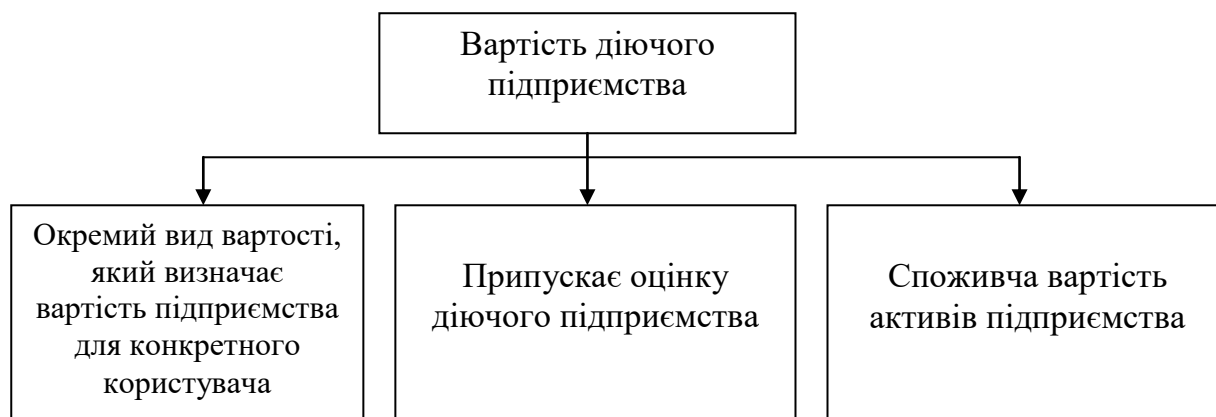 Вартість діючого
підприємства
Окремий вид вартості,
який визначає
вартість підприємства
для конкретного
користувача
Припускає оцінку
діючого підприємства
Споживча вартість
активів підприємства